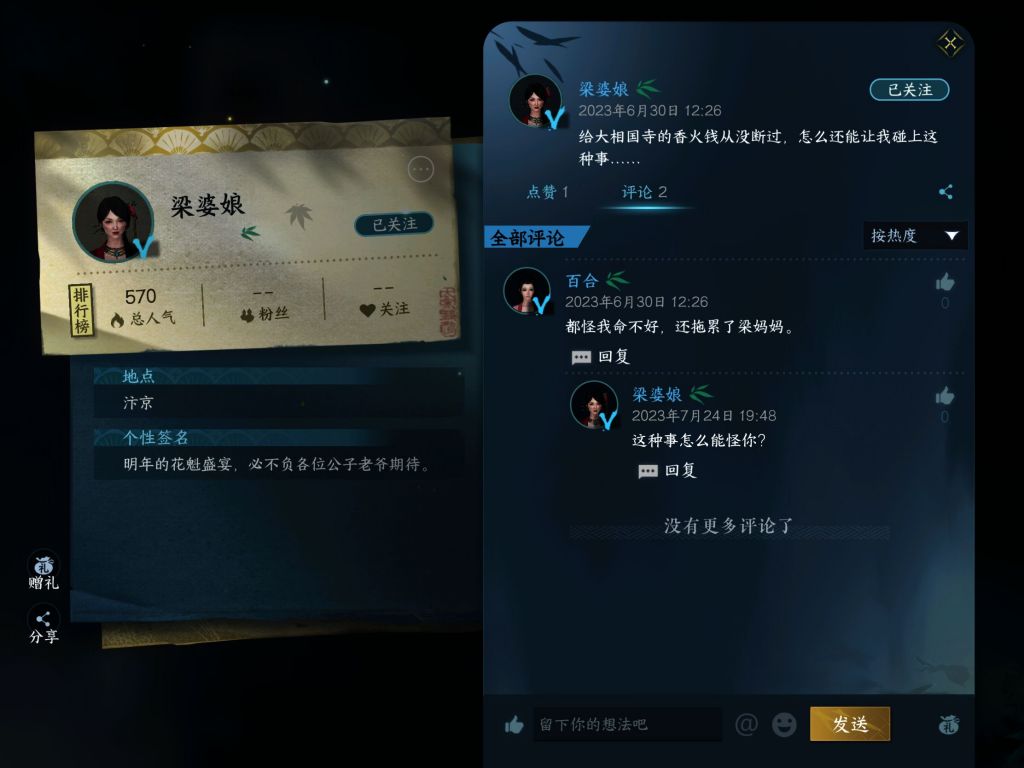 梁婆娘
已关注
排行榜
570
总人气
--
粉丝
--
关注
地点
汴京
个性签名
明年的花魁盛宴，必不负各位公子老爷期待。
礼
赠礼
分享
梁婆娘
已关注
2023年6月30日 12:26
给大相国寺的香火钱从没断过，怎么还能让我碰上这
种事……
点赞 1
评论 2
全部评论
按热度
百合
2023年6月30日 12:26
0
都怪我命不好，还拖累了梁妈妈。
回复
梁婆娘
2023年7月24日 19:48
0
这种事怎么能怪你？
回复
没有更多评论了
留下你的想法吧
@
发送
礼